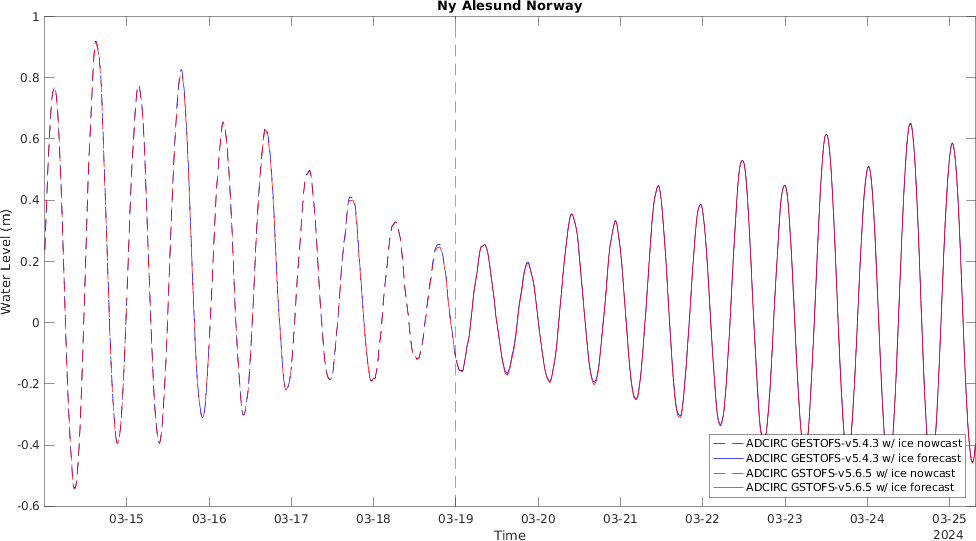 Ny Alesund Norway
1
0.8
0.6
0.4
0.2
0
-0.2
-0.4
-0.6
Water Level (m)
ADCIRC GESTOFS-v5.4.3 w/ ice nowcast
ADCIRC GESTOFS-v5.4.3 w/ ice forecast
ADCIRC GSTOFS-v5.6.5 w/ ice nowcast
ADCIRC GSTOFS-v5.6.5 w/ ice forecast
03-15 03-16 03-17 03-18 03-19 03-20 03-21 03-22 03-23 03-24 03-25
Time 2024